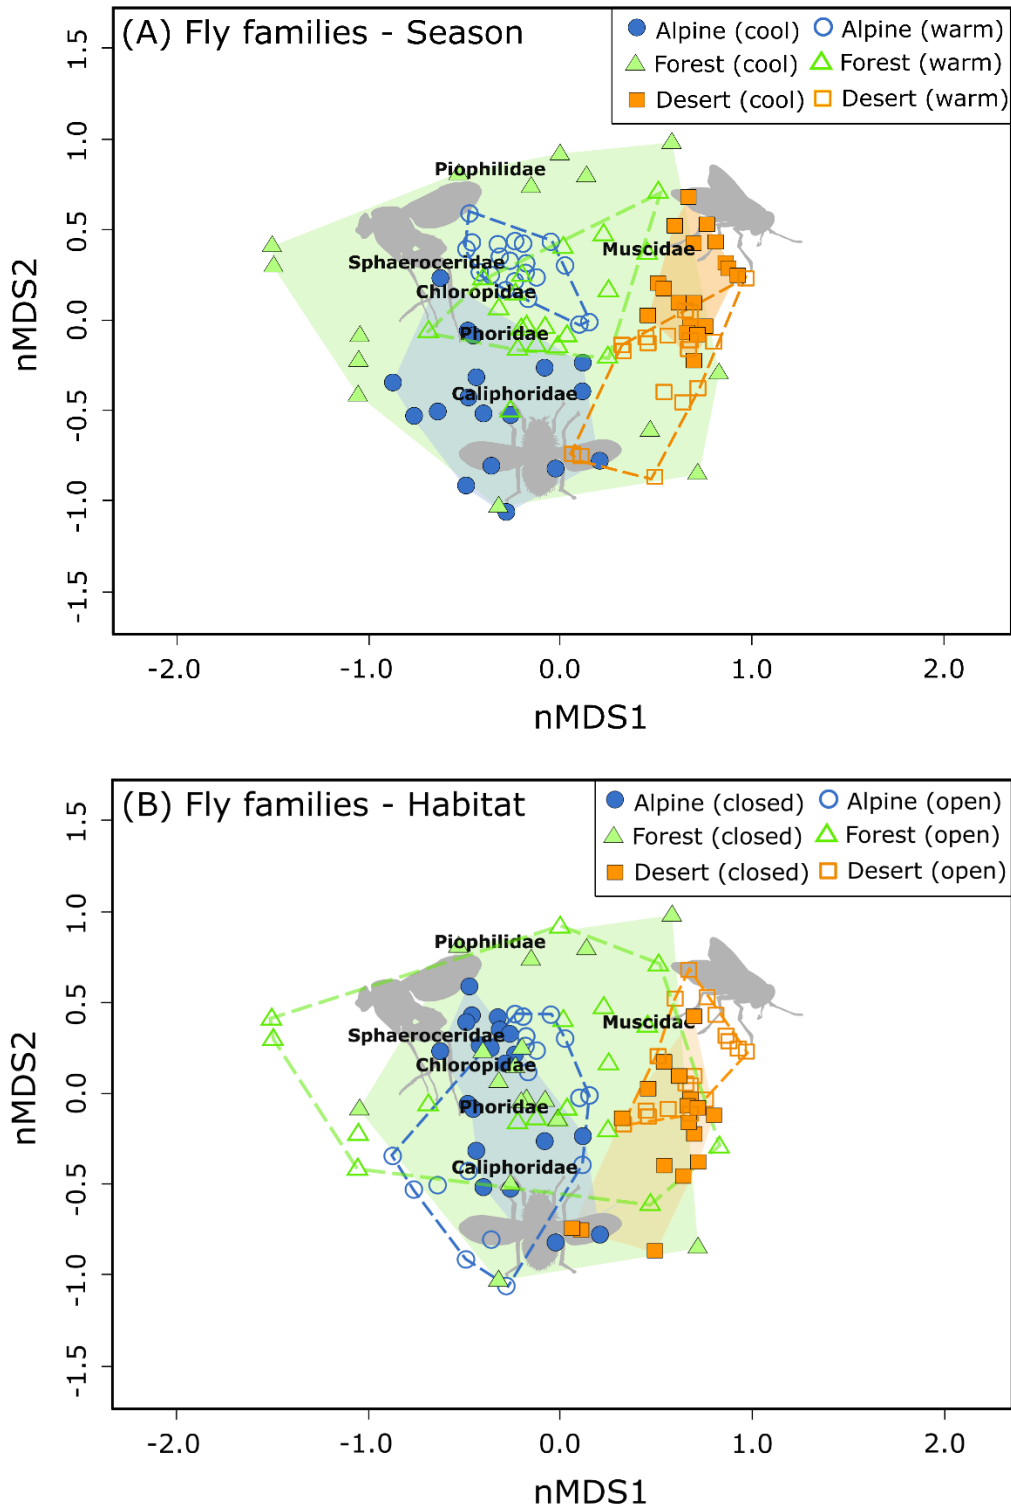 (A) Fly families - Season
Alpine (cool) Alpine (warm)
Forest (cool) Forest (warm)
Desert (cool) Desert (warm)
1.5
1.0
0.5
0.0
-0.5
-1.0
-1.5
nMDS2
Piophilidae
Muscidae
Sphaeroceridae
Chloropidae
Phoridae
Caliphoridae
-2.0 -1.0 0.0 1.0 2.0
nMDS1
(B) Fly families - Habitat
Alpine (closed) Alpine (open)
Forest (closed) Forest (open)
Desert (closed) Desert (open)
1.5
1.0
0.5
0.0
-0.5
-1.0
-1.5
nMDS2
Piophilidae
Muscidae
Sphaeroceridae
Chloropidae
Phoridae
Caliphoridae
-2.0 -1.0 0.0 1.0 2.0
nMDS1